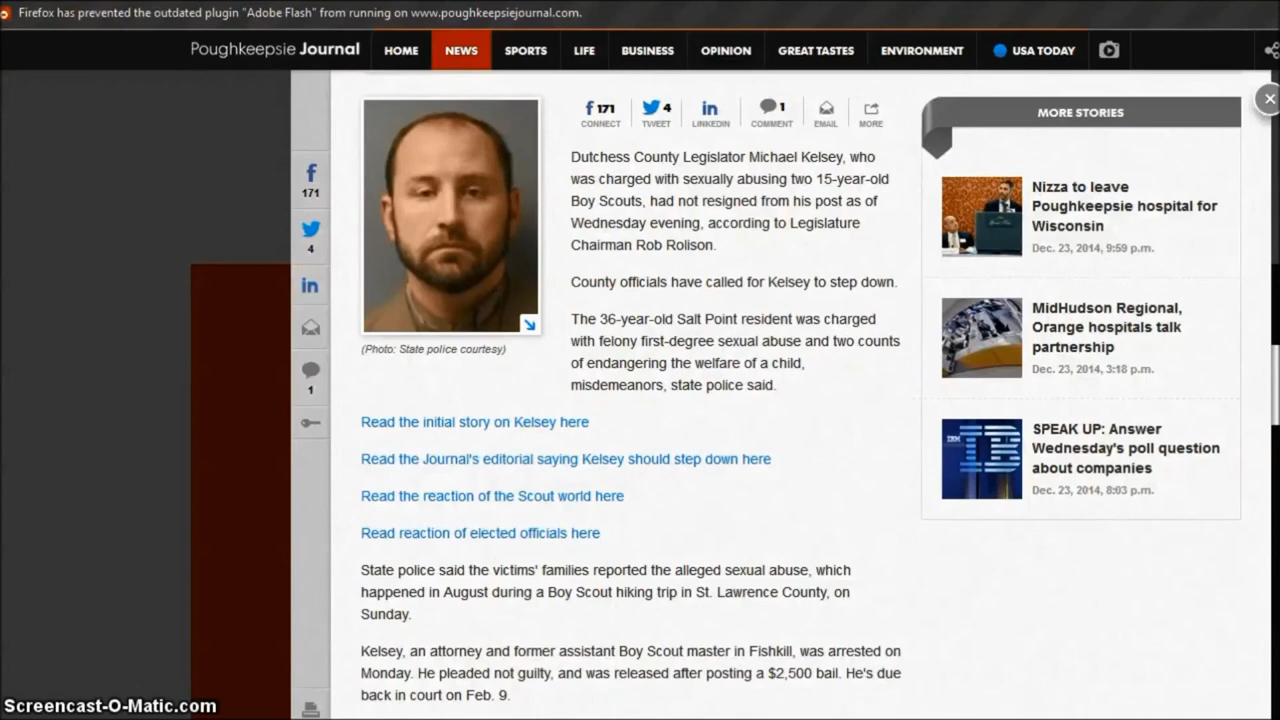 Firefox has prevented the outdated plugin "Adobe Flash" from running on www.poughkeepsiejournal.com.
Poughkeepsie Journal HOME NEWS SPORTS LIFE BUSINESS OPINION GREAT TASTES ENVIRONMENT USA TODAY
171
4
1
171 CONNECT
4 TWEET
LINKEDIN
1 COMMENT
EMAIL
MORE
(Photo: State police courtesy)
Dutchess County Legislator Michael Kelsey, who
was charged with sexually abusing two 15-year-old
Boy Scouts, had not resigned from his post as of
Wednesday evening, according to Legislature
Chairman Rob Rolison.
County officials have called for Kelsey to step down.
The 36-year-old Salt Point resident was charged
with felony first-degree sexual abuse and two counts
of endangering the welfare of a child,
misdemeanors, state police said.
Read the initial story on Kelsey here
Read the Journal's editorial saying Kelsey should step down here
Read the reaction of the Scout world here
Read reaction of elected officials here
State police said the victims' families reported the alleged sexual abuse, which
happened in August during a Boy Scout hiking trip in St. Lawrence County, on
Sunday.
Kelsey, an attorney and former assistant Boy Scout master in Fishkill, was arrested on
Monday. He pleaded not guilty, and was released after posting a $2,500 bail. He's due
back in court on Feb. 9.
MORE STORIES
Nizza to leave
Poughkeepsie hospital for
Wisconsin
Dec. 23, 2014, 9:59 p.m.
MidHudson Regional,
Orange hospitals talk
partnership
Dec. 23, 2014, 3:18 p.m.
SPEAK UP: Answer
Wednesday's poll question
about companies
Dec. 23, 2014, 8:03 p.m.
Screencast-O-Matic.com